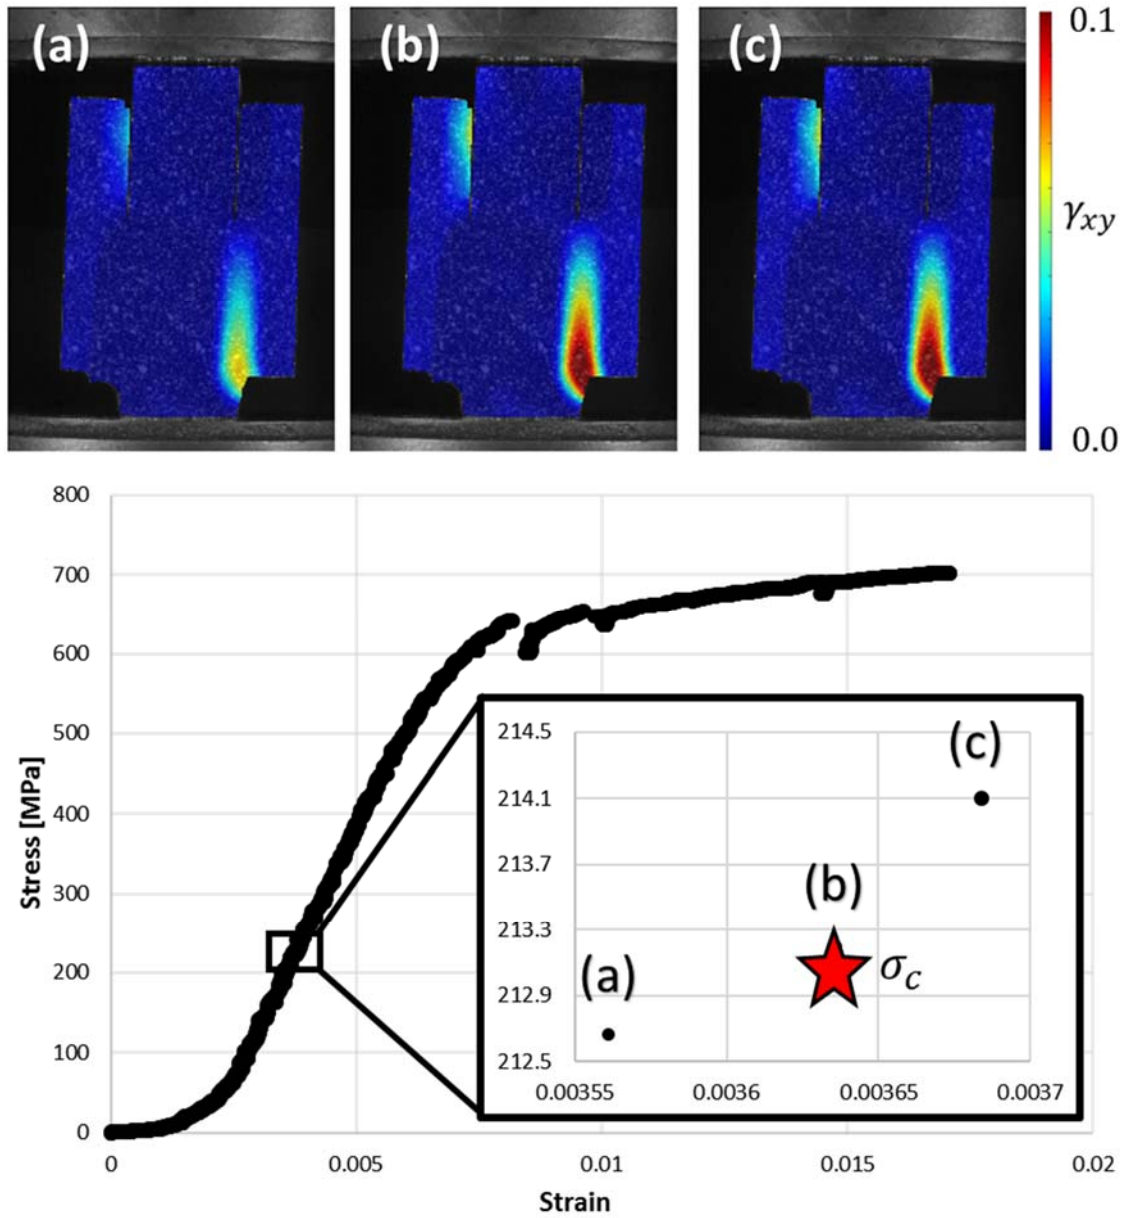 (a) (b) (c) 0.1
γxy
0.0
800
700
600
500
400
300
200
100
0
Stress [MPa]
0 0.005 0.01 0.015 0.02
Strain
214.5
214.1
213.7
213.3
212.9
212.5
(c)
(b)
σc
(a)
0.00355 0.0036 0.00365 0.0037